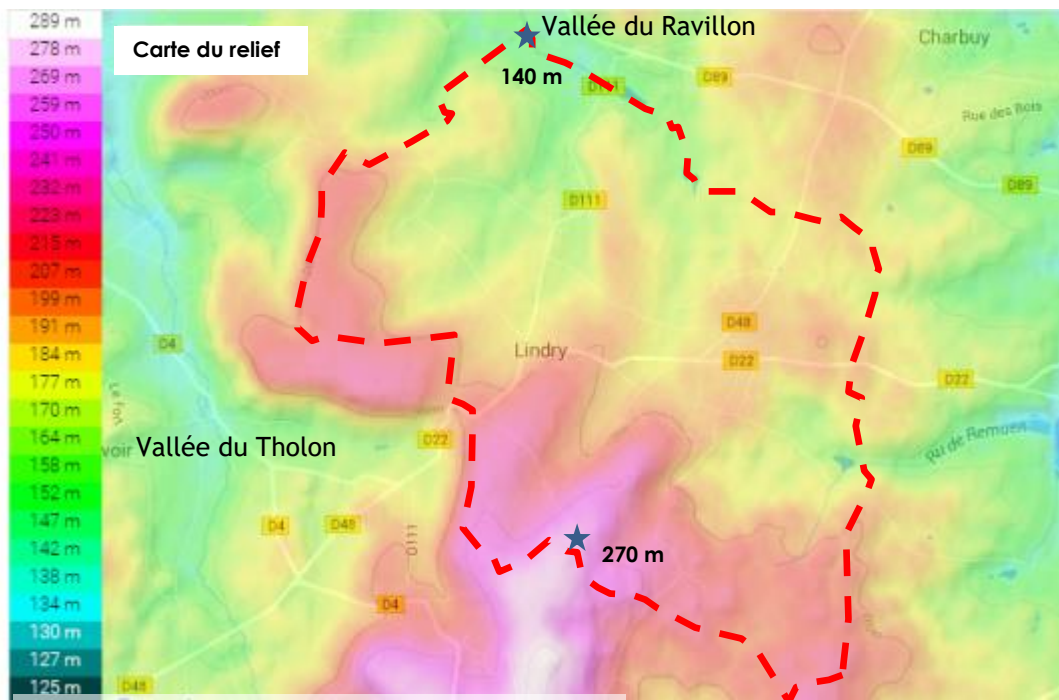 289 m
278 m
269 m
259 m
250 m
241 m
232 m
223 m
215 m
207 m
199 m
191 m
184 m
177 m
170 m
164 m
158 m
152 m
147 m
142 m
138 m
134 m
130 m
127 m
125 m
Carte du relief
Vallée du Ravillon
140 m
Charbuy
D111
D89
Rue des Bois
D89
D89
D111
D4
D48
Lindry
D22
D22
D22
Vallée du Tholon
voir
D4
D48
D111
270 m
D4
D48